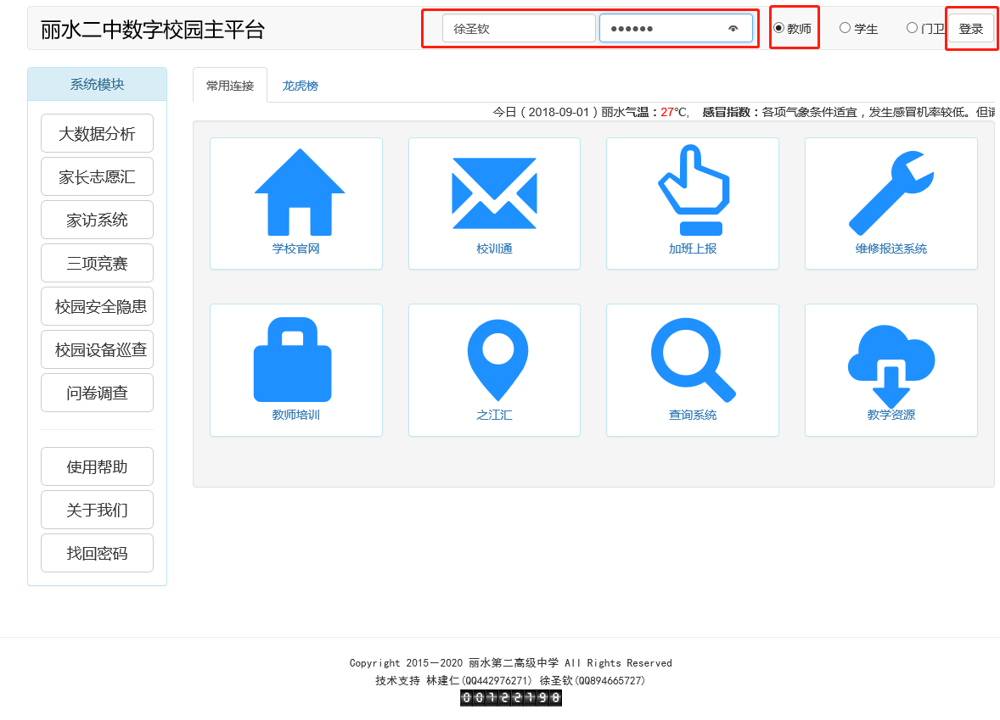 丽水二中数字校园主平台
徐圣钦
●●●●●●
教师
学生
门卫
登录
系统模块
大数据分析
家长志愿汇
家访系统
三项竞赛
校园安全隐患
校园设备巡查
问卷调查
使用帮助
关于我们
找回密码
常用连接
龙虎榜
今日（2018-09-01）丽水气温：27℃, 感冒指数：各项气象条件适宜，发生感冒机率较低。但请
学校官网
校训通
加班上报
维修报送系统
教师培训
之江汇
查询系统
教学资源
Copyright 2015－2020 丽水第二高级中学 All Rights Reserved
技术支持 林建仁(QQ442976271) 徐圣钦(QQ894665727)
00722798